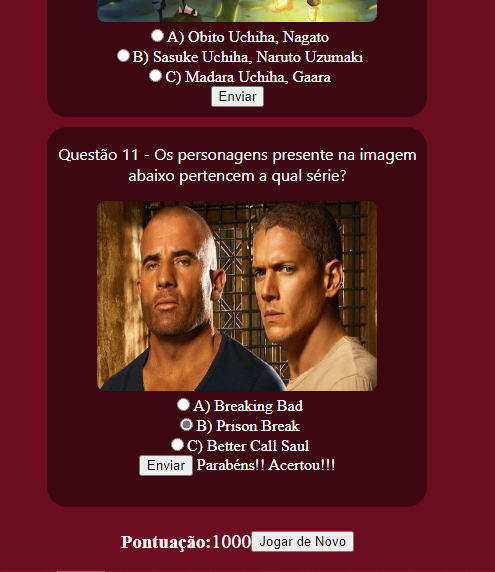 A) Obito Uchiha, Nagato
B) Sasuke Uchiha, Naruto Uzumaki
C) Madara Uchiha, Gaara
Enviar
Questão 11 - Os personagens presente na imagem
abaixo pertencem a qual série?
A) Breaking Bad
B) Prison Break
C) Better Call Saul
Enviar Parabéns!! Acertou!!!
Pontuação:1000 Jogar de Novo